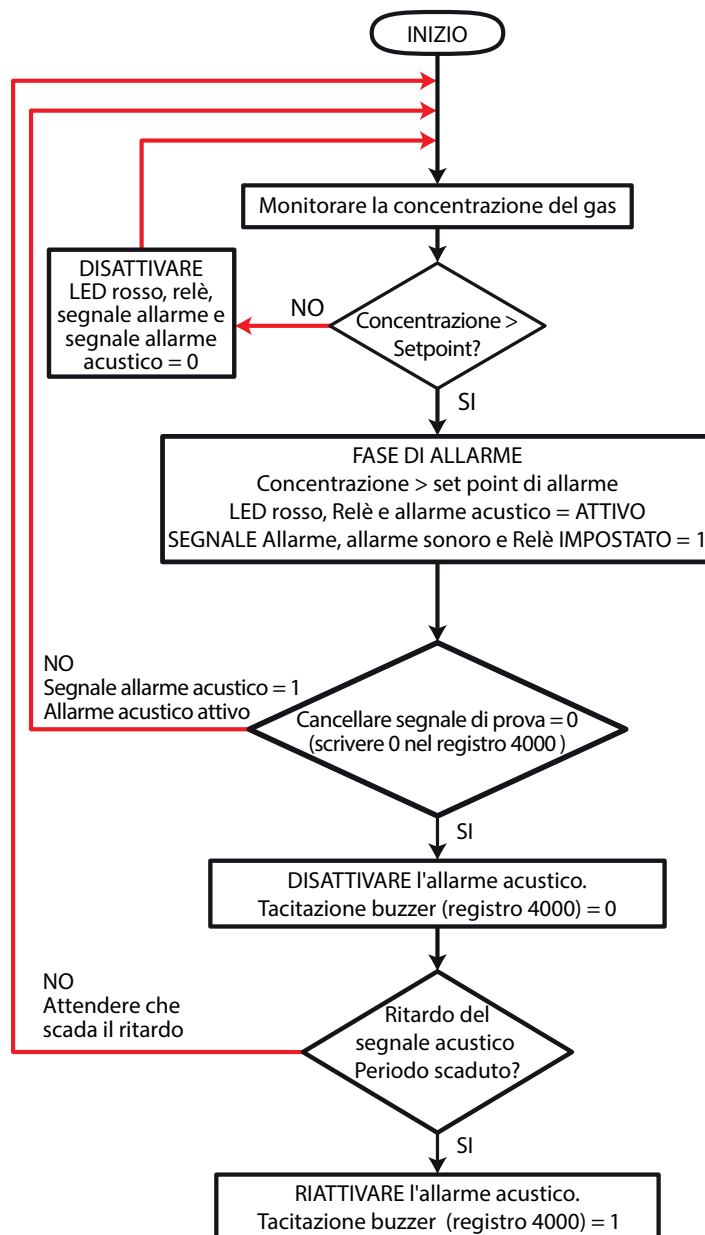 INIZIO
Monitorare la concentrazione del gas
DISATTIVARE
LED rosso, relè,
segnale allarme e
segnale allarme
acustico = 0
NO
Concentrazione >
Setpoint?
SI
FASE DI ALLARME
Concentrazione > set point di allarme
LED rosso, Relè e allarme acustico = ATTIVO
SEGNALE Allarme, allarme sonoro e Relè IMPOSTATO = 1
NO
Segnale allarme acustico = 1
Allarme acustico attivo
Cancellare segnale di prova = 0
(scrivere 0 nel registro 4000 )
SI
DISATTIVARE l'allarme acustico.
Tacitazione buzzer (registro 4000) = 0
NO
Attendere che
scada il ritardo
Ritardo del
segnale acustico
Periodo scaduto?
SI
RIATTIVARE l'allarme acustico.
Tacitazione buzzer (registro 4000) = 1